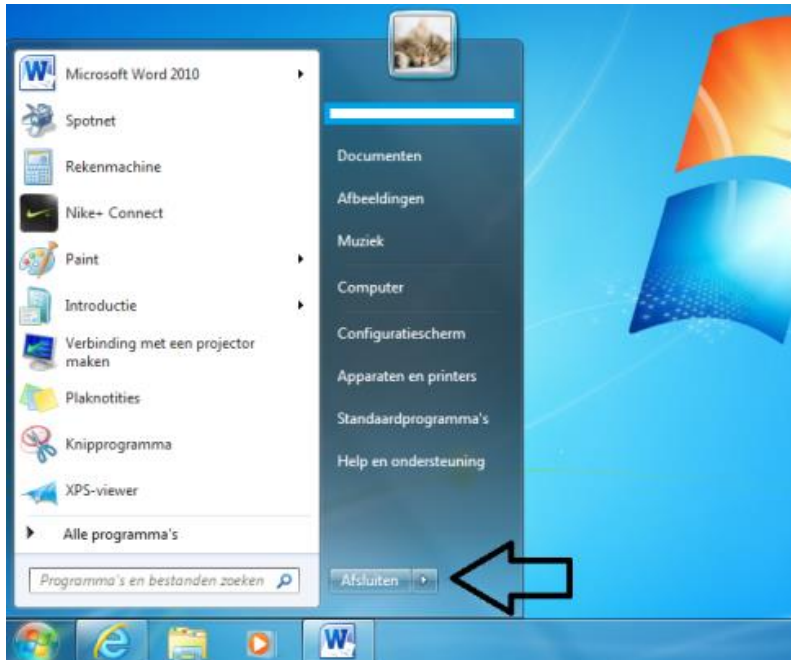 Microsoft Word 2010
Spotnet
Rekenmachine
Nike+ Connect
Paint
Introductie
Verbinding met een projector
maken
Plaknotities
Knipprogramma
XPS-viewer
Alle programma's
Programma's en bestanden zoeken
Documenten
Afbeeldingen
Muziek
Computer
Configuratiescherm
Apparaten en printers
Standaardprogramma's
Help en ondersteuning
Afsluiten